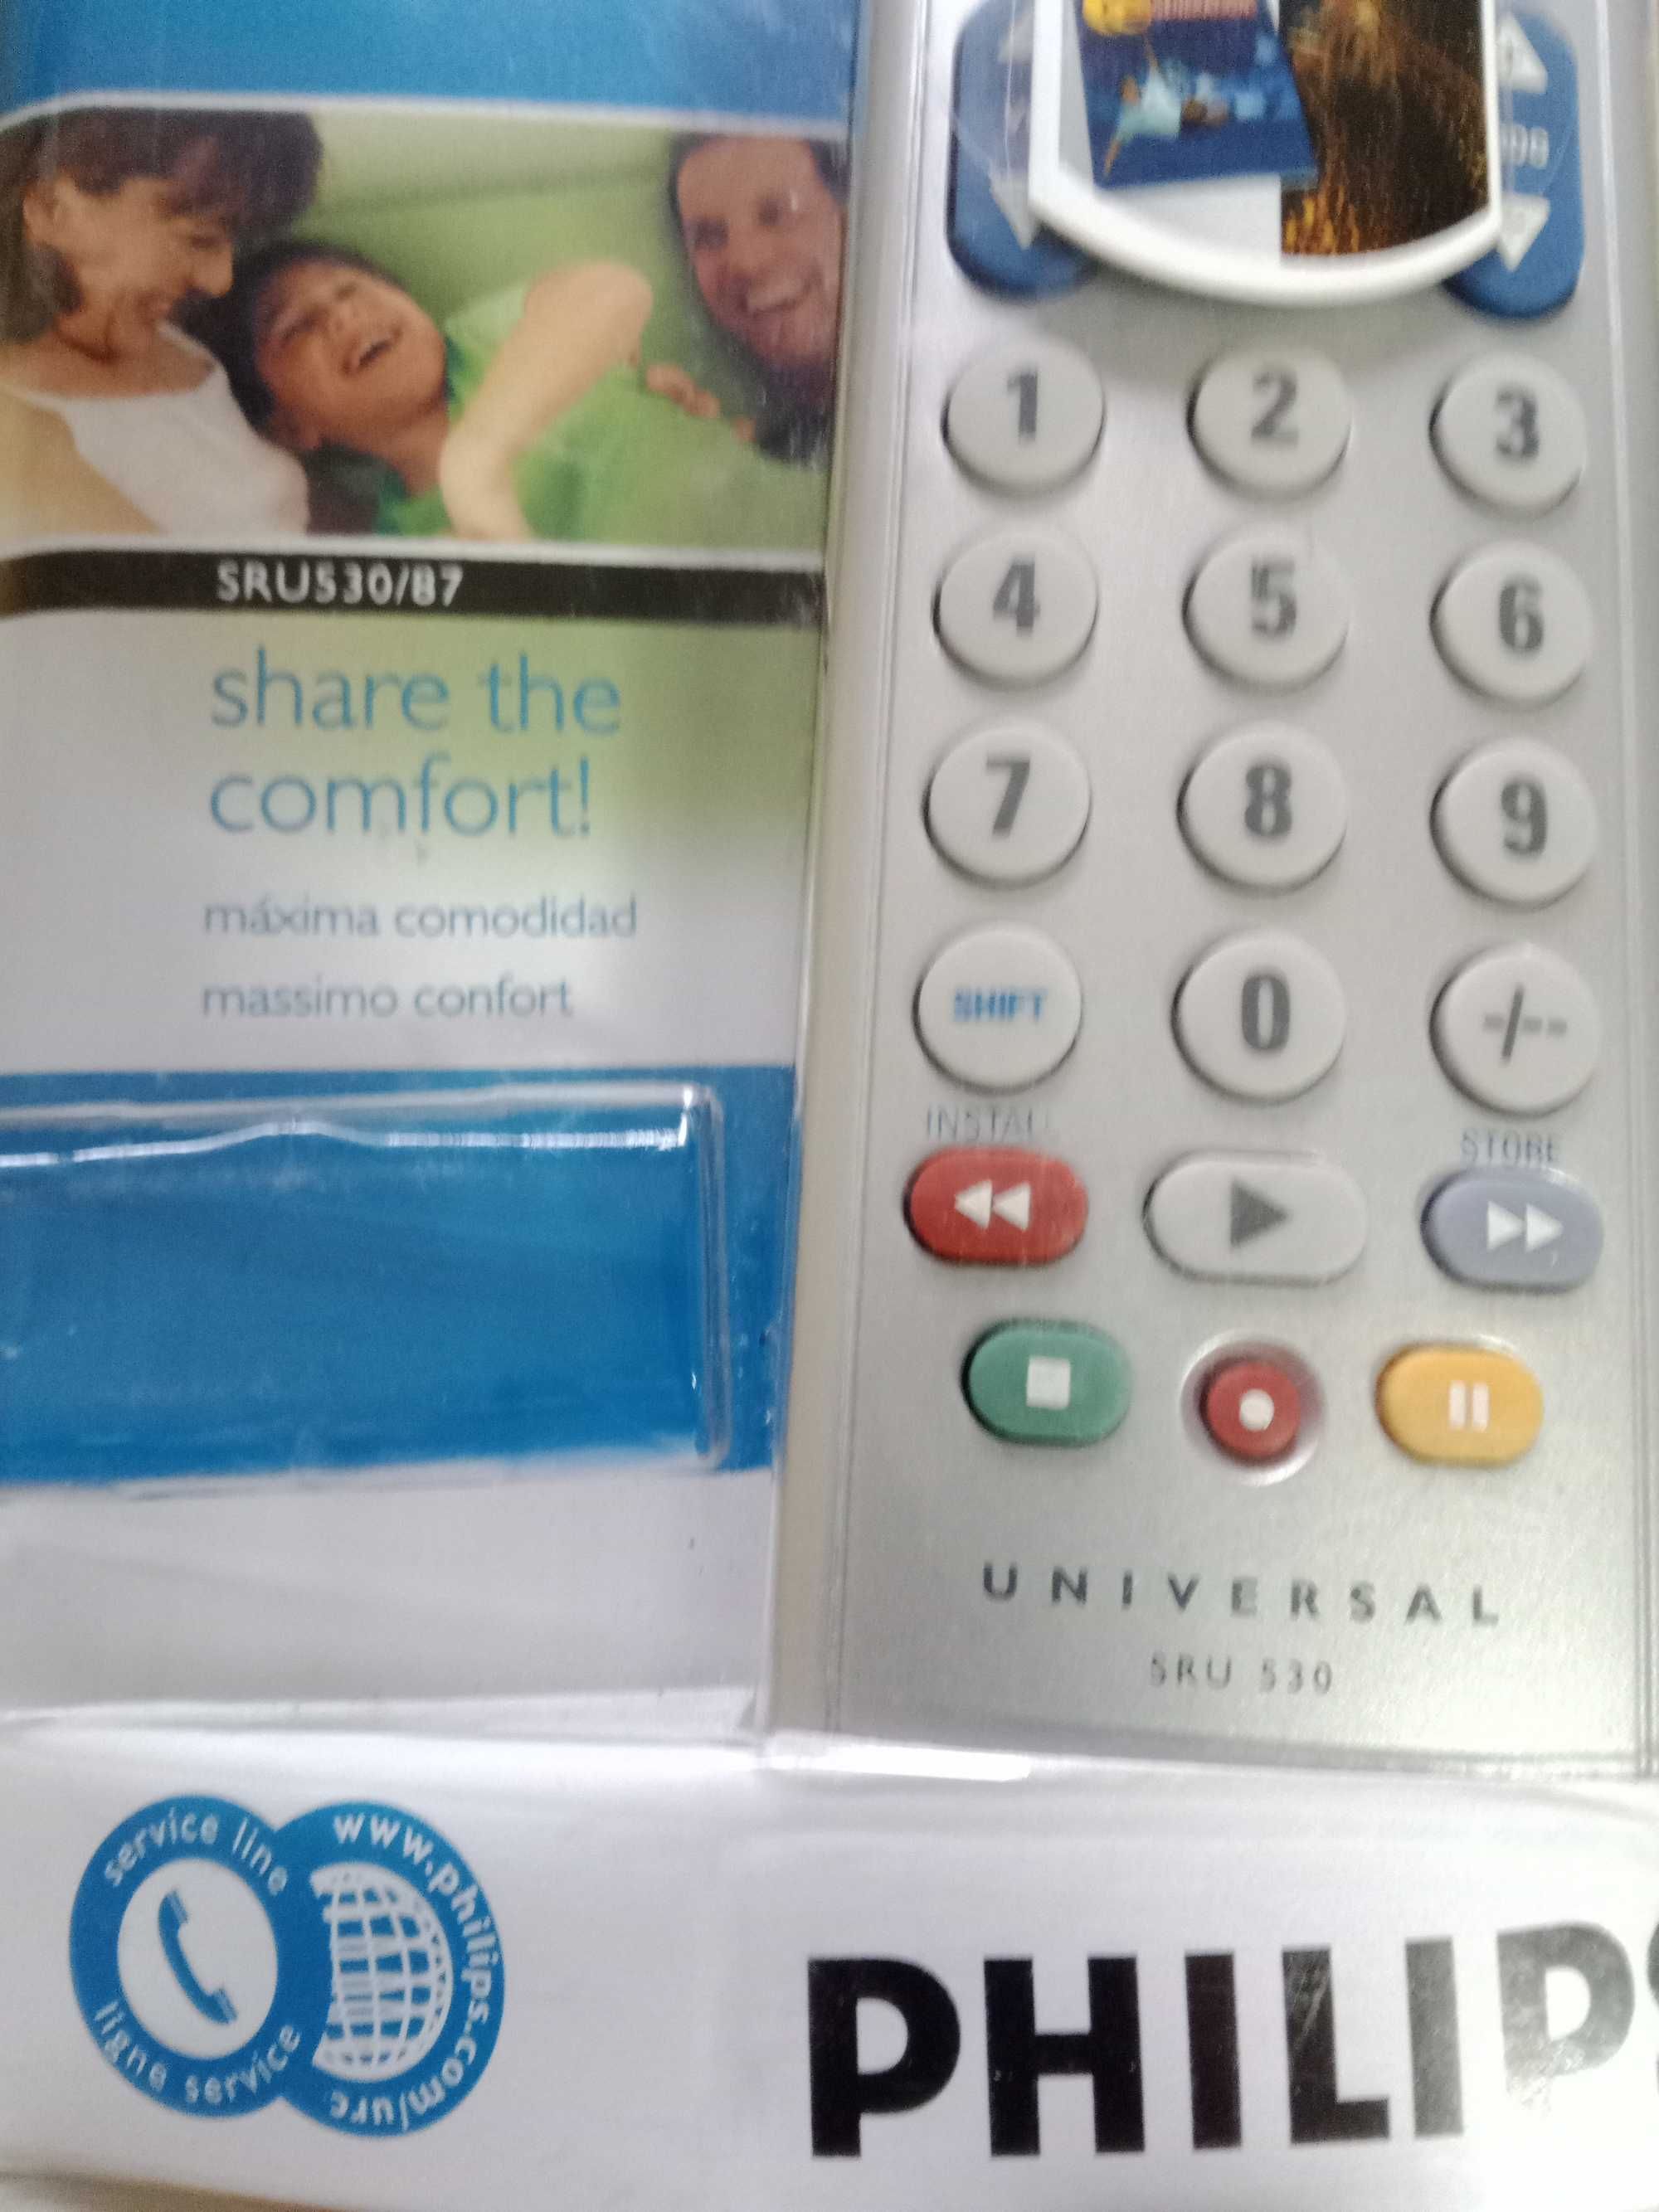 SRU530/87
share the
comfort!
máxima comodidad
massimo confort
1 2 3
4 5 6
7 8 9
SHIFT 0 -/--
INSTAL
STORE
UNIVERSAL
SRU 530
service line
ligne service
www.philips.com/urc
PHILIPS